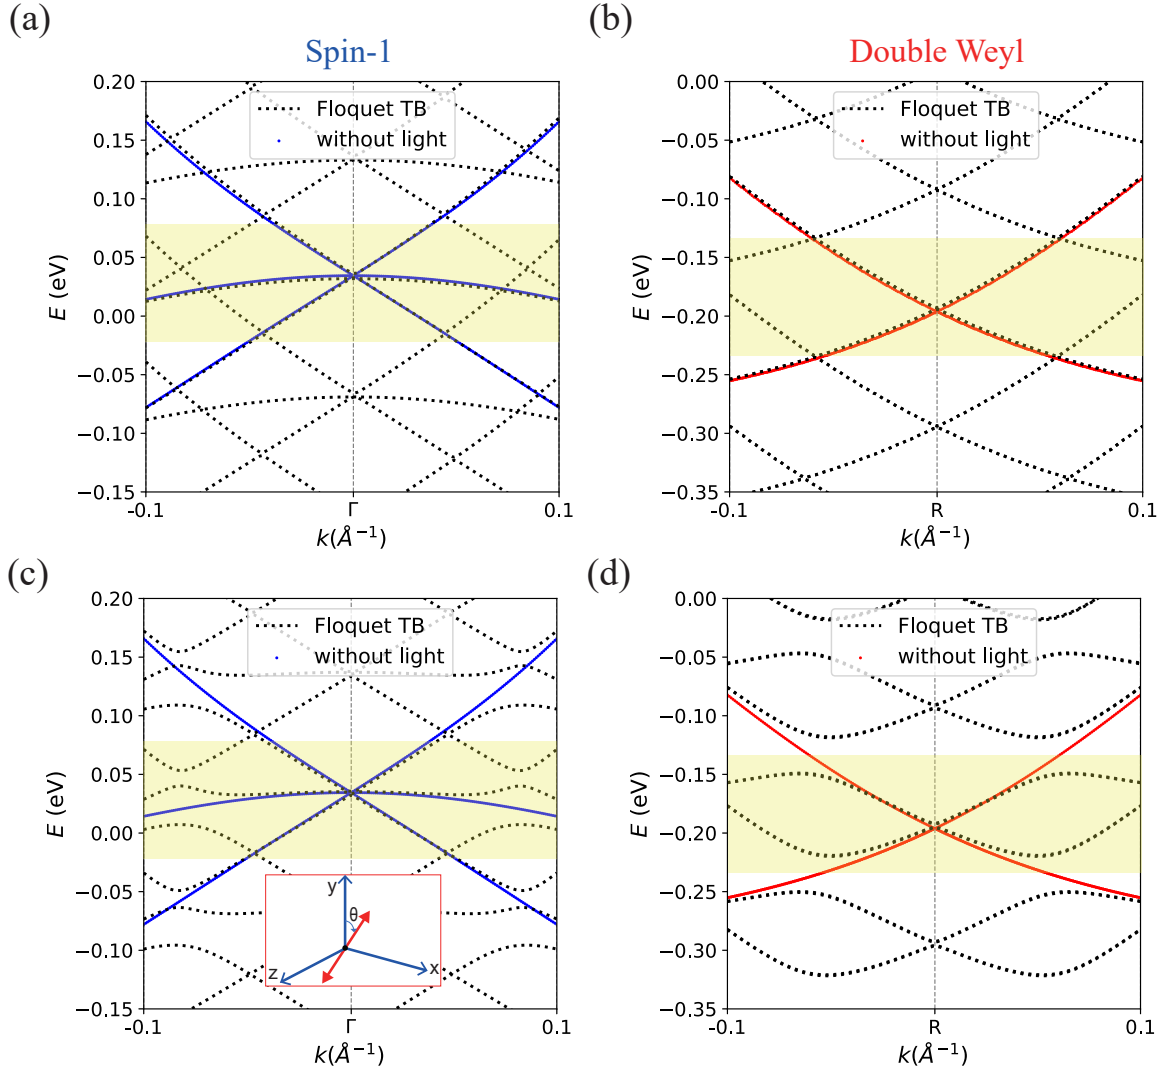 (a)
Spin-1
0.20
0.15
0.10
0.05
0.00
−0.05
−0.10
−0.15
E (eV)
Floquet TB
without light
-0.1
Γ
0.1
k(Å⁻¹)
(b)
Double Weyl
0.00
−0.05
−0.10
−0.15
−0.20
−0.25
−0.30
−0.35
E (eV)
Floquet TB
without light
-0.1
R
0.1
k(Å⁻¹)
(c)
0.20
0.15
0.10
0.05
0.00
−0.05
−0.10
−0.15
E (eV)
Floquet TB
without light
y
θ
z
x
-0.1
Γ
0.1
k(Å⁻¹)
(d)
0.00
−0.05
−0.10
−0.15
−0.20
−0.25
−0.30
−0.35
E (eV)
Floquet TB
without light
-0.1
R
0.1
k(Å⁻¹)